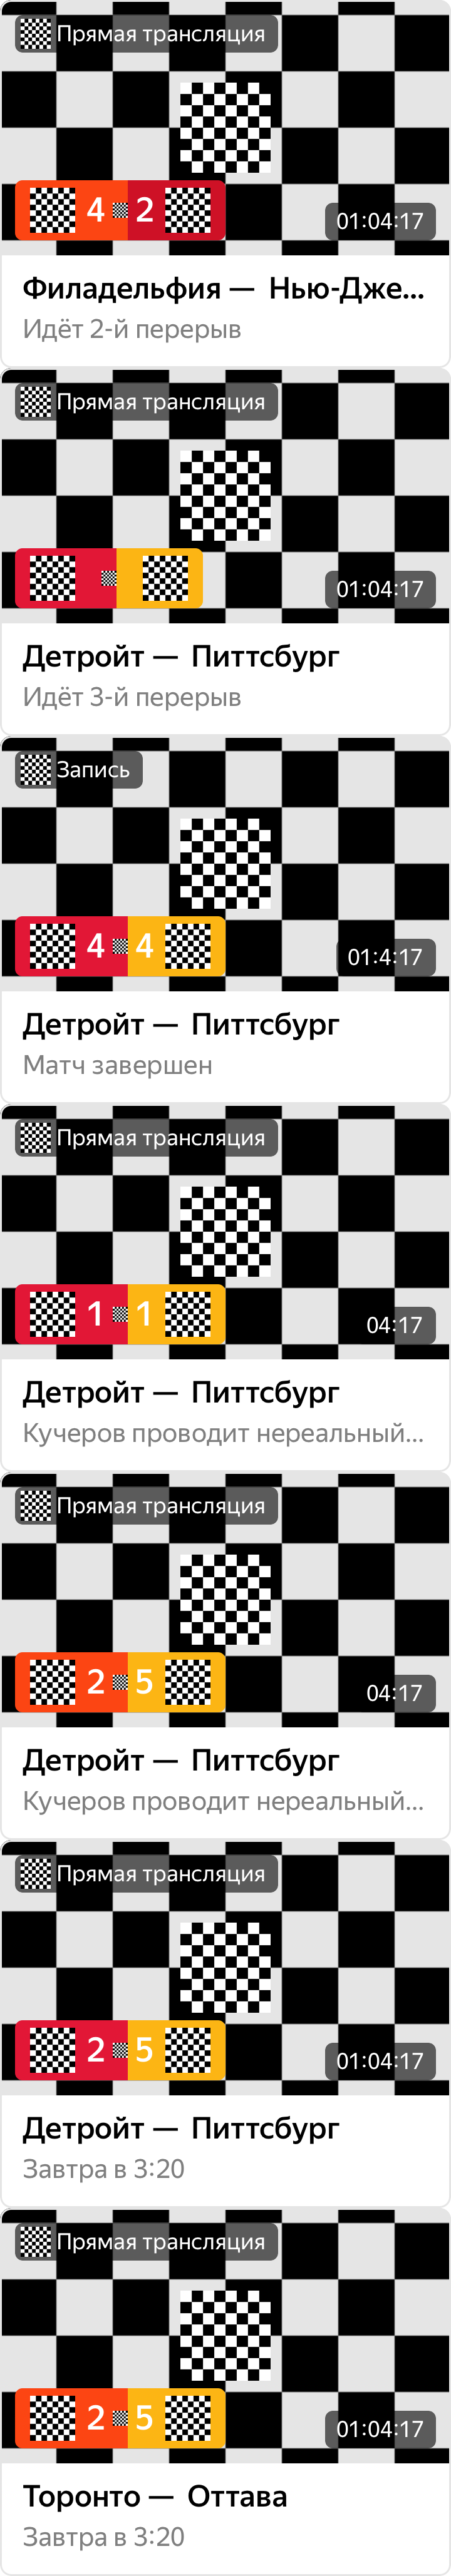 Прямая трансляция
4 2
01:04:17
Филадельфия — Нью-Дже...
Идёт 2-й перерыв
Прямая трансляция
01:04:17
Детройт — Питтсбург
Идёт 3-й перерыв
Запись
4 4
01:4:17
Детройт — Питтсбург
Матч завершен
Прямая трансляция
1 1
04:17
Детройт — Питтсбург
Кучеров проводит нереальный...
Прямая трансляция
2 5
04:17
Детройт — Питтсбург
Кучеров проводит нереальный...
Прямая трансляция
2 5
01:04:17
Детройт — Питтсбург
Завтра в 3:20
Прямая трансляция
2 5
01:04:17
Торонто — Оттава
Завтра в 3:20